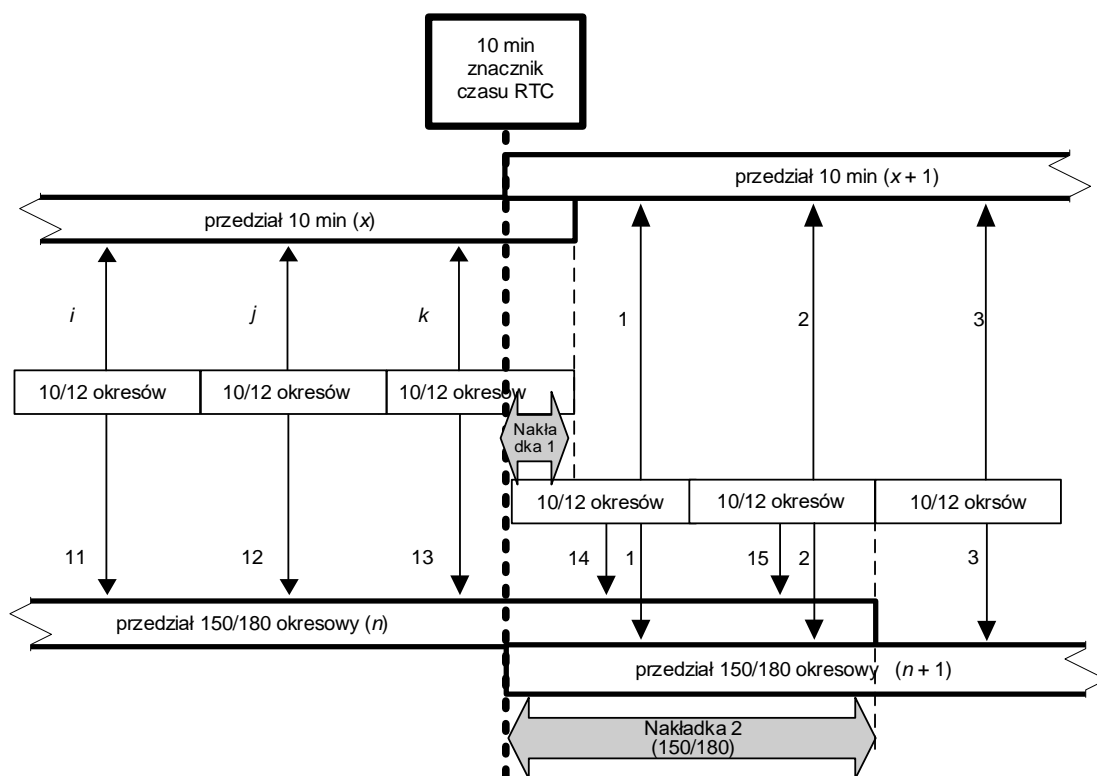 10 min
znacznik
czasu RTC
przedział 10 min (x + 1)
przedział 10 min (x)
i
j
k
1
2
3
10/12 okresów
10/12 okresów
10/12 okresów
Nakła
dka 1
10/12 okresów
10/12 okresów
10/12 okrsów
11
12
13
14
1
15
2
3
przedział 150/180 okresowy (n)
przedział 150/180 okresowy (n + 1)
Nakładka 2
(150/180)